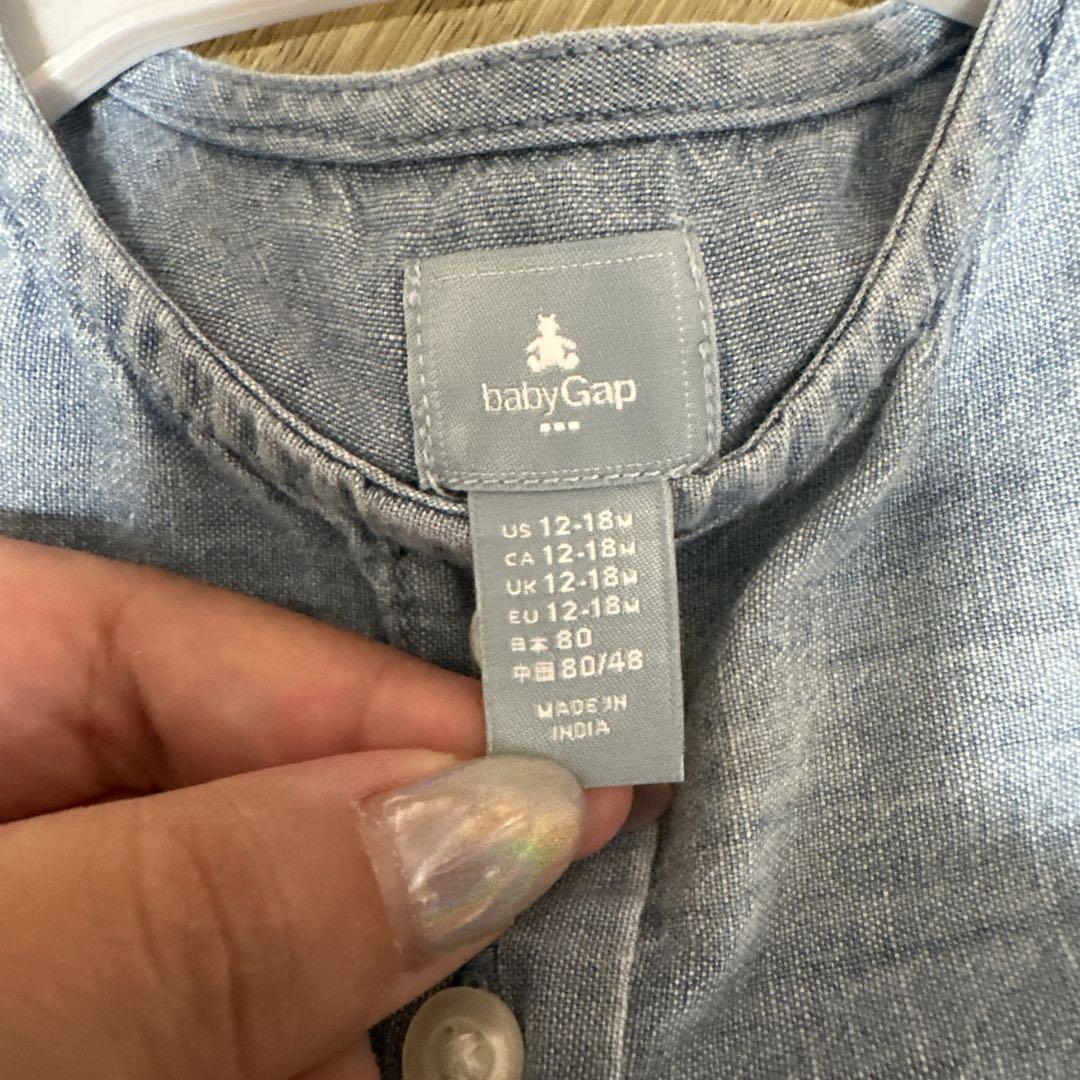 babyGap
US 12-18M
CA 12-18M
UK 12-18M
EU 12-18M
日本 80
中国 80/48
MADE IN
INDIA